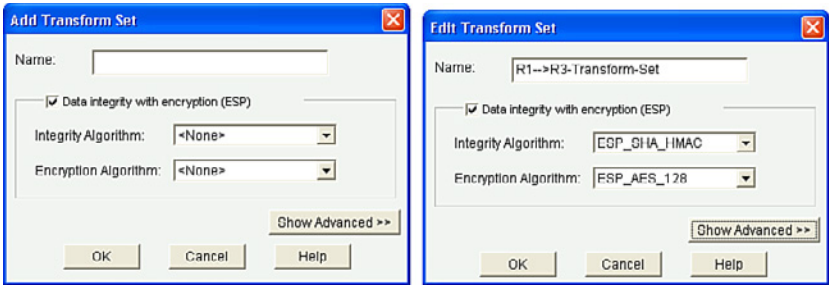 Add Transform Set
Name:
Data integrity with encryption (ESP)
Integrity Algorithm: <None>
Encryption Algorithm: <None>
Show Advanced >>
OK Cancel Help
Edit Transform Set
Name: R1-->R3-Transform-Set
Data integrity with encryption (ESP)
Integrity Algorithm: ESP_SHA_HMAC
Encryption Algorithm: ESP_AES_128
Show Advanced >>
OK Cancel Help